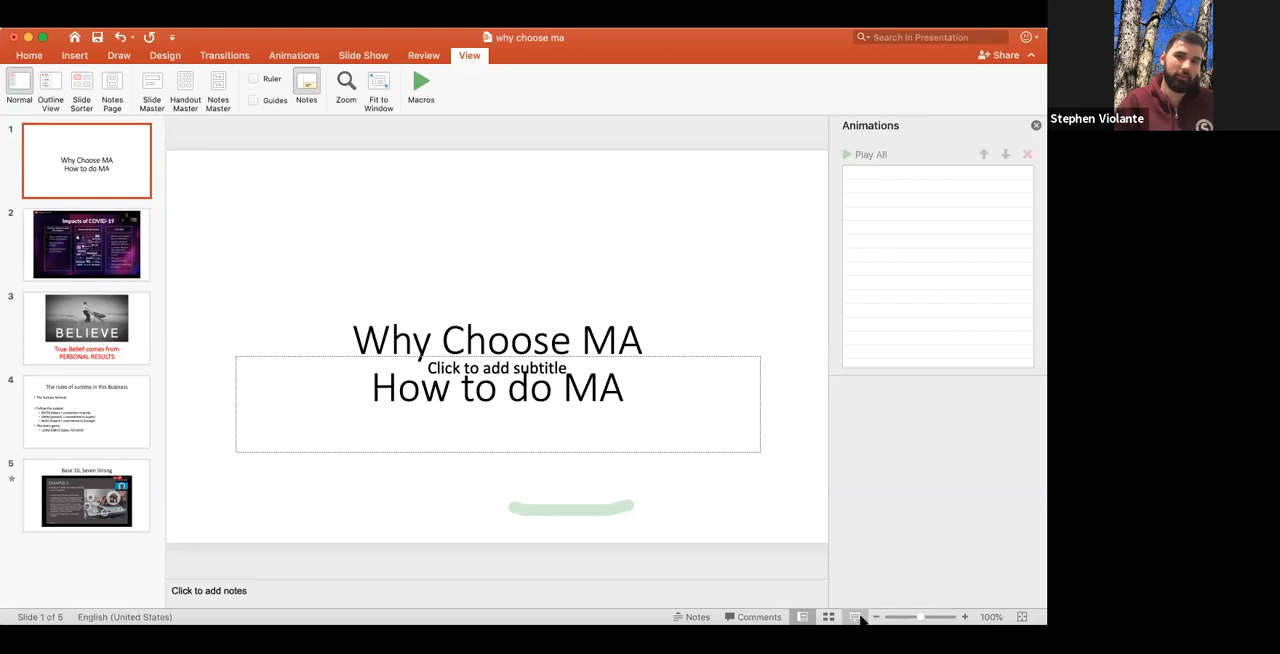 why choose ma
Search in Presentation
Home
Insert
Draw
Design
Transitions
Animations
Slide Show
Review
View
Share
Normal
Outline View
Slide Sorter
Notes Page
Slide Master
Handout Master
Notes Master
Ruler
Guides
Notes
Zoom
Fit to Window
Macros
Stephen Violante
1
Why Choose MA
How to do MA
2
Impacts of COVID-19
3
BELIEVE
True Belief comes from
PERSONAL RESULTS
4
The rules of success in this Business
5
Base 10, Seven Strong
Why Choose MA
Click to add subtitle
How to do MA
Animations
Play All
Click to add notes
Slide 1 of 5
English (United States)
Notes
Comments
100%